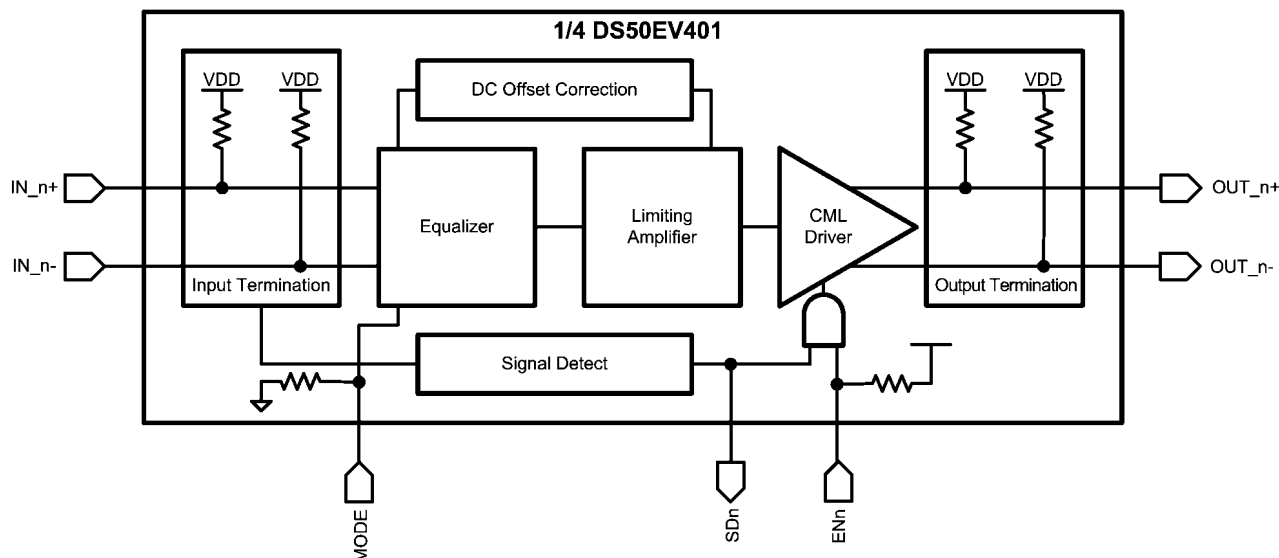 1/4 DS50EV401
VDD
VDD
DC Offset Correction
VDD
VDD
IN_n+
Equalizer
Limiting
Amplifier
CML
Driver
OUT_n+
IN_n-
Input Termination
OUT_n-
Output Termination
Signal Detect
MODE
SDn
ENn